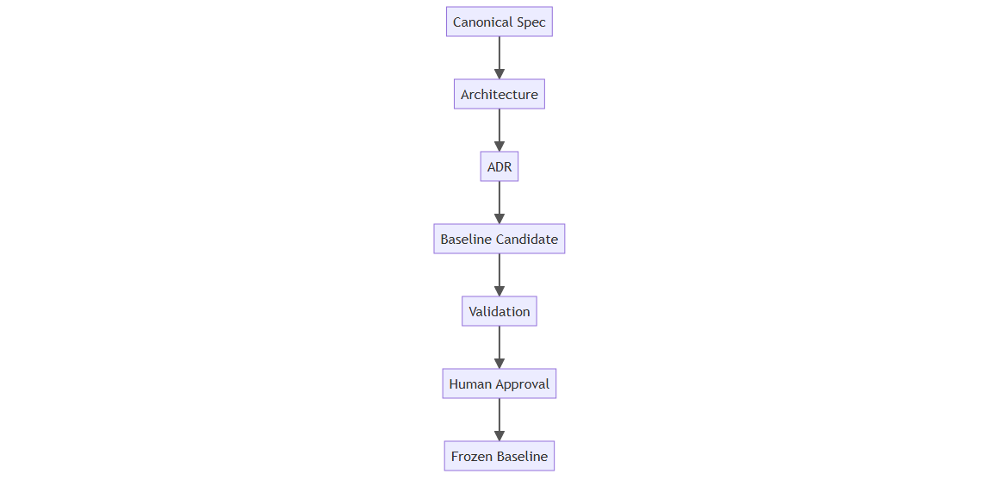 Canonical Spec
Architecture
ADR
Baseline Candidate
Validation
Human Approval
Frozen Baseline